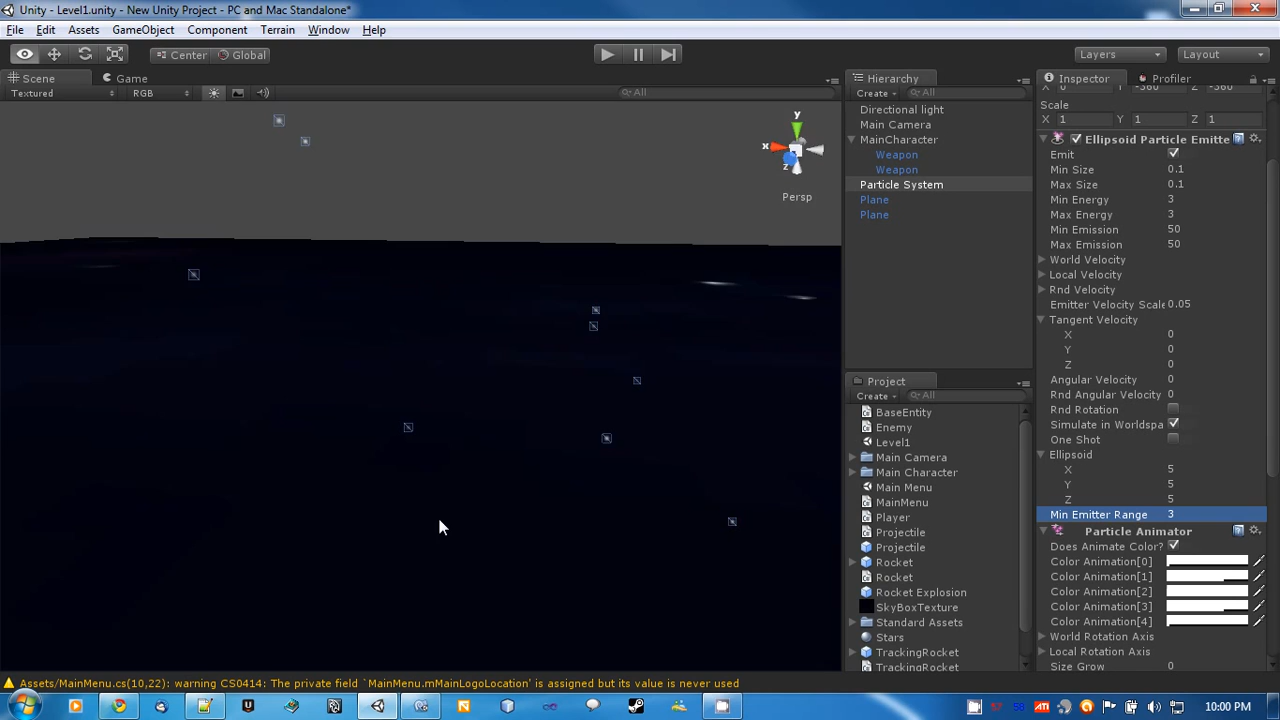 Unity - Level1.unity - New Unity Project - PC and Mac Standalone*
File Edit Assets GameObject Component Terrain Window Help
Center Global Layers Layout
Scene Game
Textured RGB All
y
x
z
Persp
Hierarchy
Create All
Directional light
Main Camera
MainCharacter
Weapon
Weapon
Particle System
Plane
Plane
Project
Create All
BaseEntity
Enemy
Level1
Main Camera
Main Character
Main Menu
MainMenu
Player
Projectile
Projectile
Rocket
Rocket
Rocket Explosion
SkyBoxTexture
Standard Assets
Stars
TrackingRocket
TrackingRocket
Inspector Profiler
X 0 Y -360 Z -360
Scale
X 1 Y 1 Z 1
Ellipsoid Particle Emitte
Emit
Min Size 0.1
Max Size 0.1
Min Energy 3
Max Energy 3
Min Emission 50
Max Emission 50
World Velocity
Local Velocity
Rnd Velocity
Emitter Velocity Scale 0.05
Tangent Velocity
X 0
Y 0
Z 0
Angular Velocity 0
Rnd Angular Velocity 0
Rnd Rotation
Simulate in Worldspa
One Shot
Ellipsoid
X 5
Y 5
Z 5
Min Emitter Range 3
Particle Animator
Does Animate Color?
Color Animation[0]
Color Animation[1]
Color Animation[2]
Color Animation[3]
Color Animation[4]
World Rotation Axis
Local Rotation Axis
Size Grow 0
Assets/MainMenu.cs(10,22): warning CS0414: The private field `MainMenu.mMainLogoLocation' is assigned but its value is never used
57 50 ATI 10:00 PM